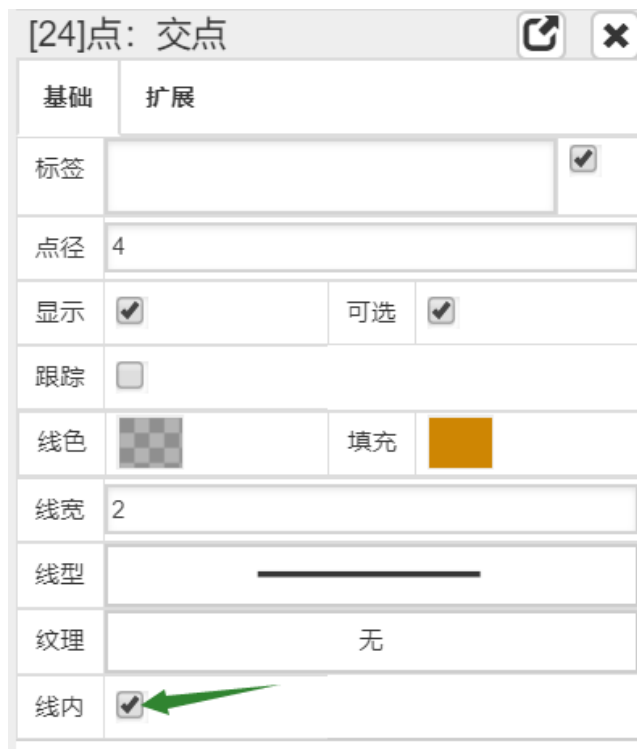 [24]点：交点
基础 扩展
标签
点径 4
显示 可选
跟踪
线色 填充
线宽 2
线型
纹理 无
线内